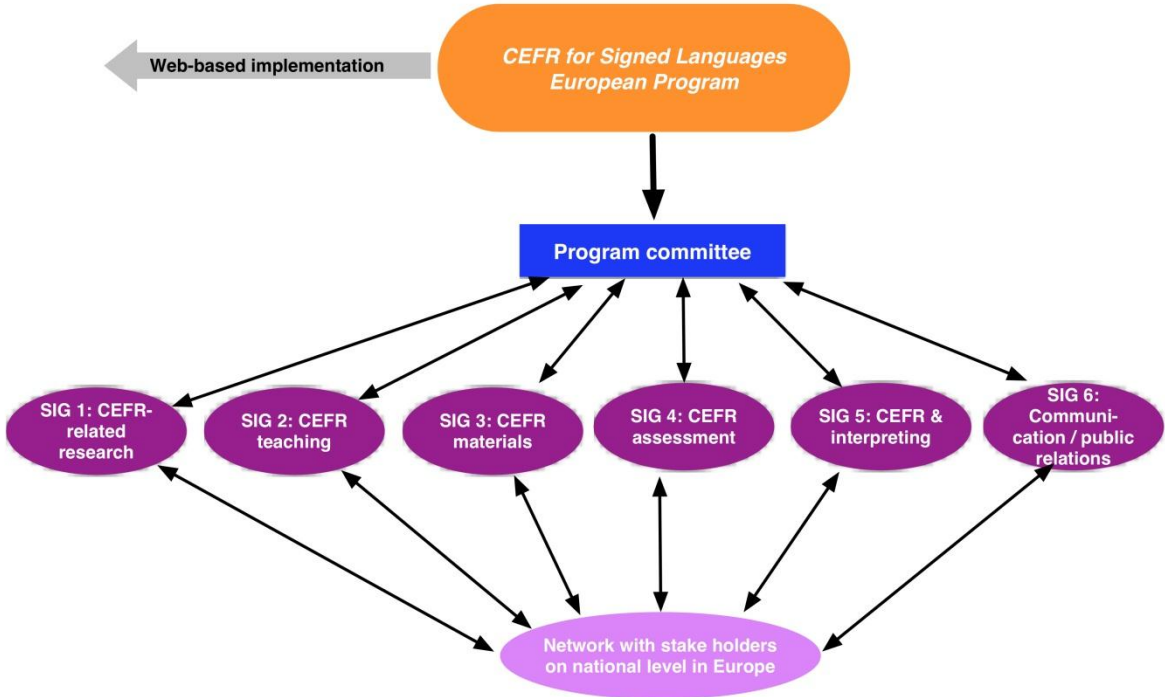 CEFR for Signed Languages
European Program
Web-based implementation
Program committee
SIG 1: CEFR-
related
research
SIG 2: CEFR
teaching
SIG 3: CEFR
materials
SIG 4: CEFR
assessment
SIG 5: CEFR &
interpreting
SIG 6:
Communi-
cation / public
relations
Network with stake holders
on national level in Europe